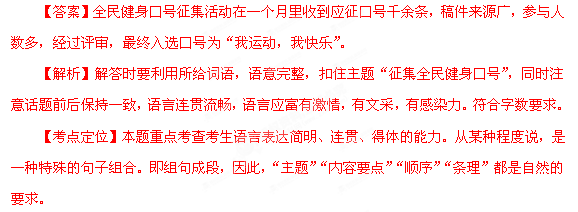 【答案】全民健身口号征集活动在一个月里收到应征口号千余条，稿件来源广，参与人
数多，经过评审，最终入选口号为“我运动，我快乐”。
【解析】解答时要利用所给词语，语意完整，扣住主题“征集全民健身口号”，同时注
意话题前后保持一致，语言连贯流畅，语言应富有激情，有文采，有感染力。符合字数要求。
【考点定位】本题重点考查考生语言表达简明、连贯、得体的能力。从某种程度说，是
一种特殊的句子组合。即组句成段，因此，“主题”“内容要点”“顺序”“条理”都是自然的
要求。